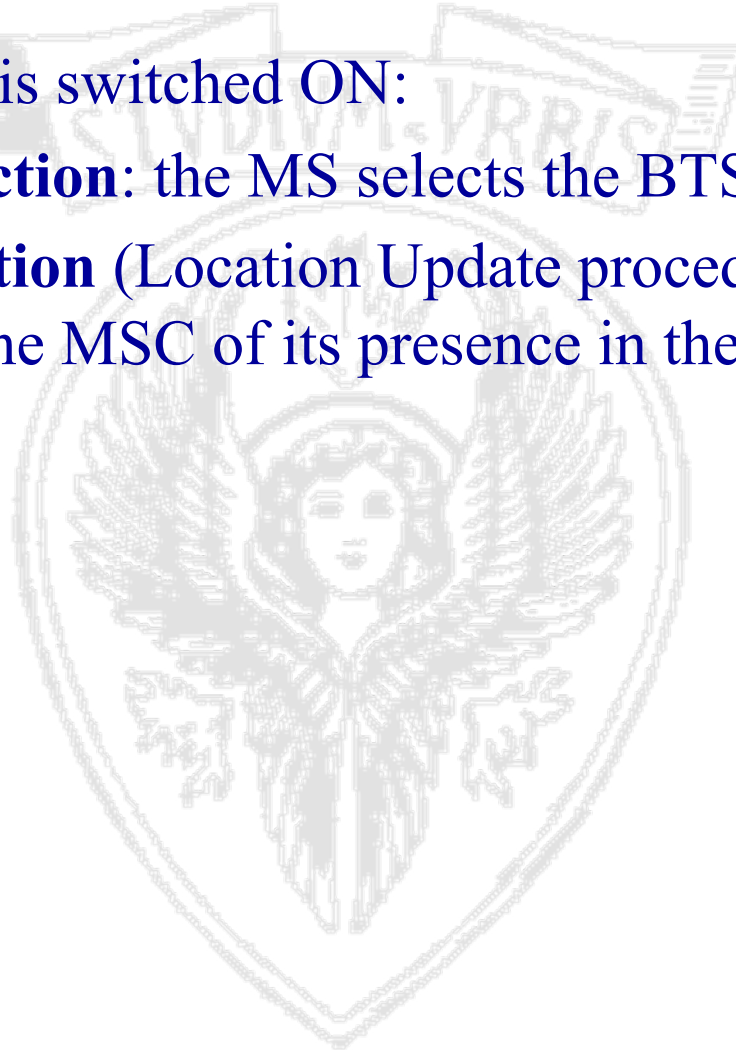 is switched ON:
ction: the MS selects the BTS
tion (Location Update proced
ne MSC of its presence in the